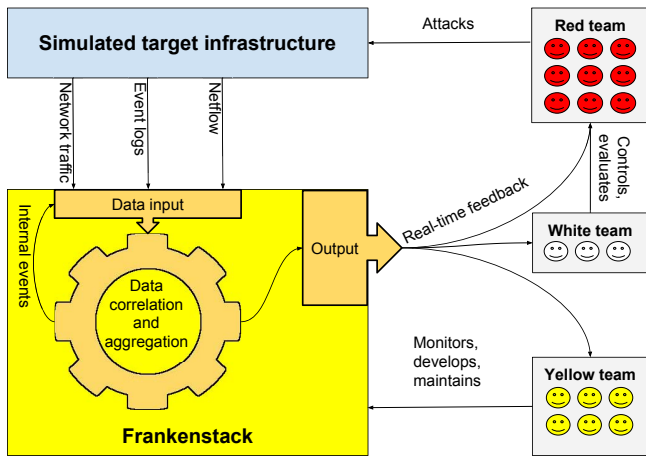 Simulated target infrastructure
Attacks
Red team
Network traffic
Event logs
Netflow
Controls,
evaluates
Data input
Internal events
Output
Real-time feedback
White team
Data
correlation
and
aggregation
Monitors,
develops,
maintains
Yellow team
Frankenstack